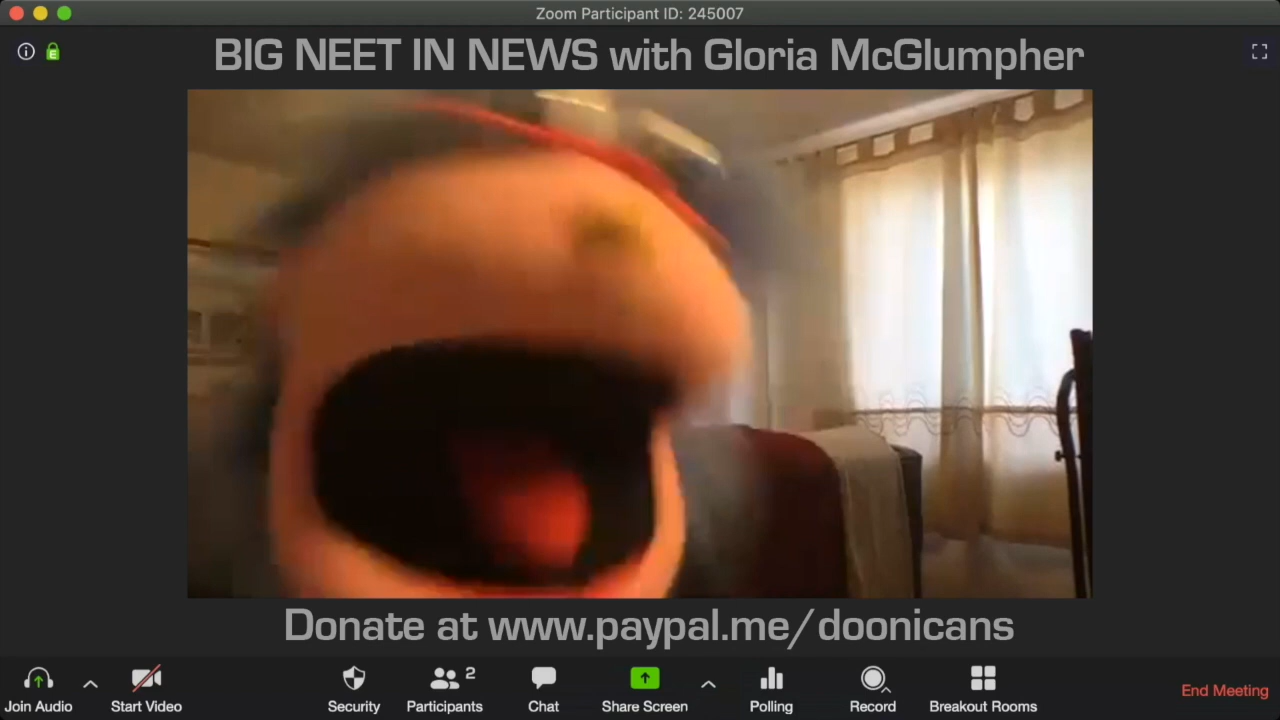 Zoom Participant ID: 245007
E
BIG NEET IN NEWS with Gloria McGlumpher
Donate at www.paypal.me/doonicans
2
Join Audio Start Video Security Participants Chat Share Screen Polling Record Breakout Rooms End Meeting